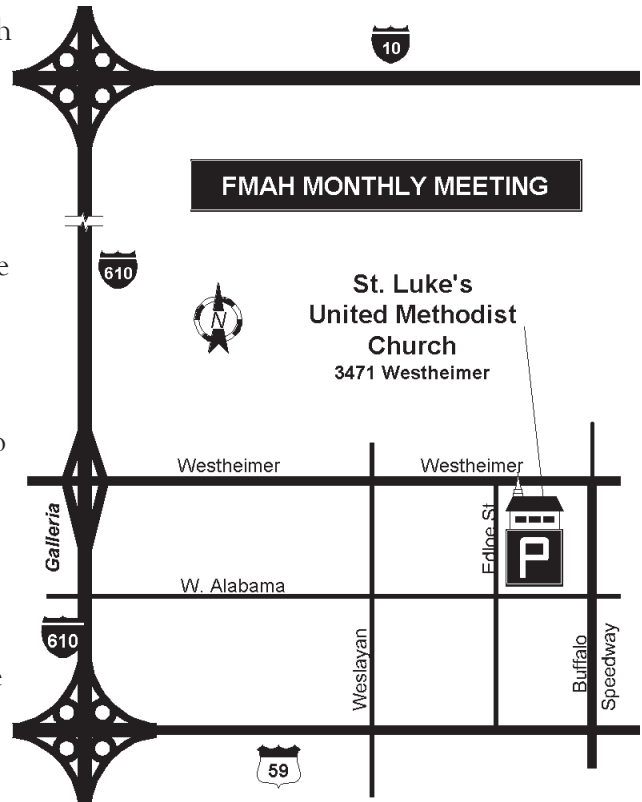 h
10
FMAH MONTHLY MEETING
e
610
N
St. Luke's
United Methodist
Church
3471 Westheimer
o
Westheimer
Westheimer
Galleria
Edloe St
P
W. Alabama
610
Weslayan
Buffalo
Speedway
e
59